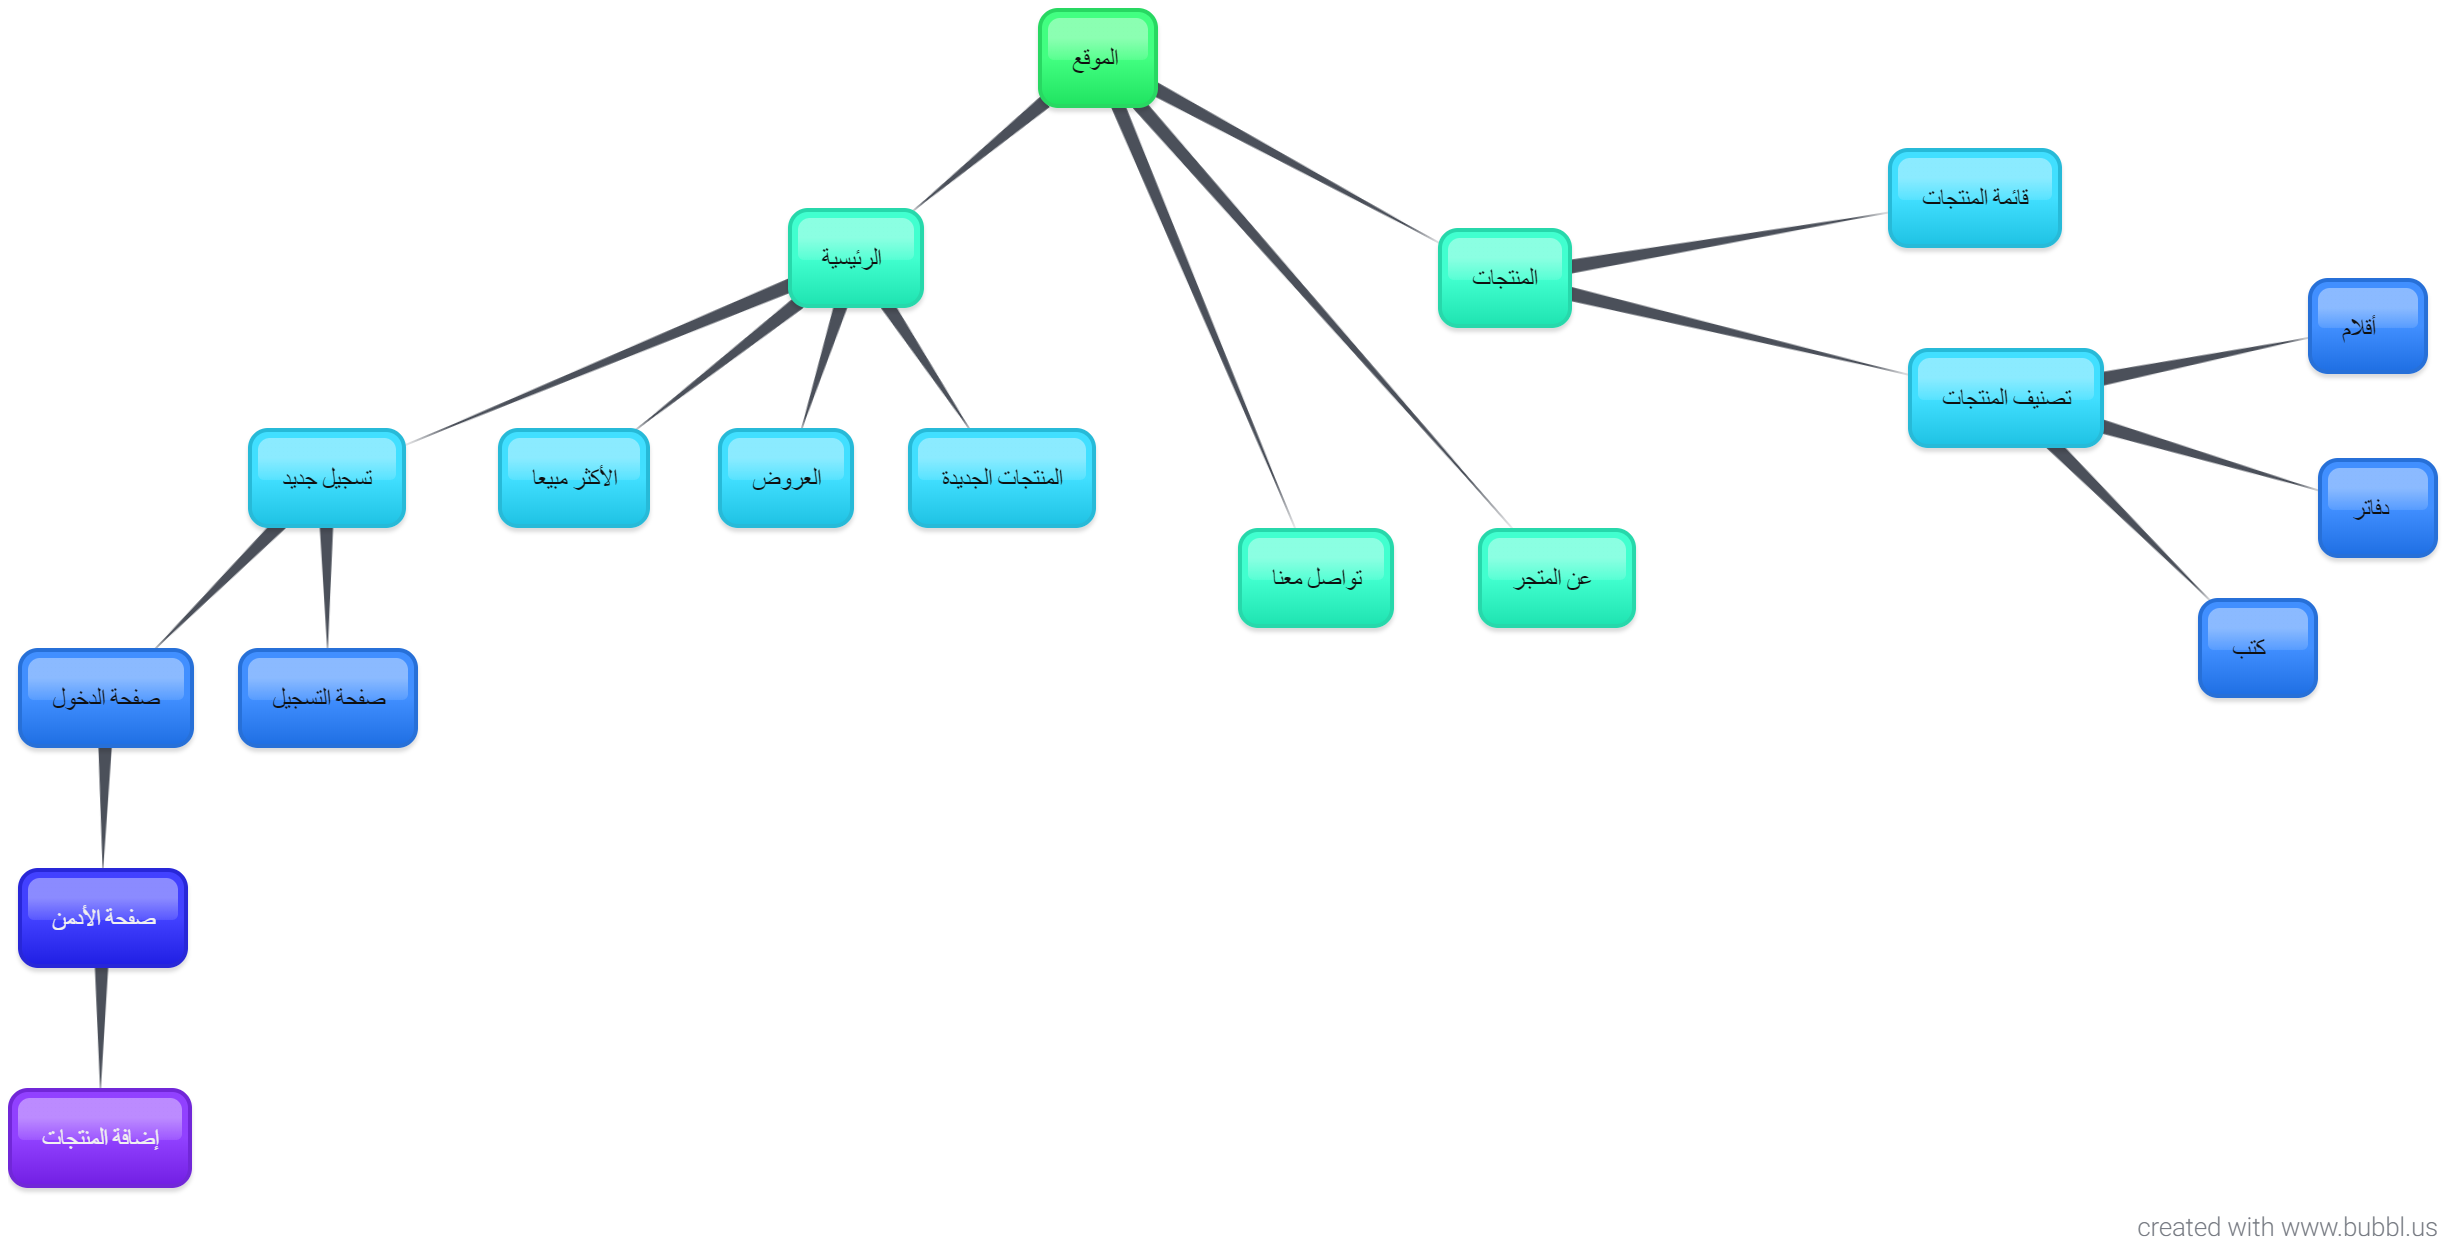 الموقع
قائمة المنتجات
الرئيسية
المنتجات
أقلام
تصنيف المنتجات
المنتجات الجديدة
العروض
الأكثر مبيعا
تسجيل جديد
دفاتر
عن المتجر
تواصل معنا
كتب
صفحة التسجيل
صفحة الدخول
صفحة الأدمن
إضافة المنتجات
created with www.bubbl.us